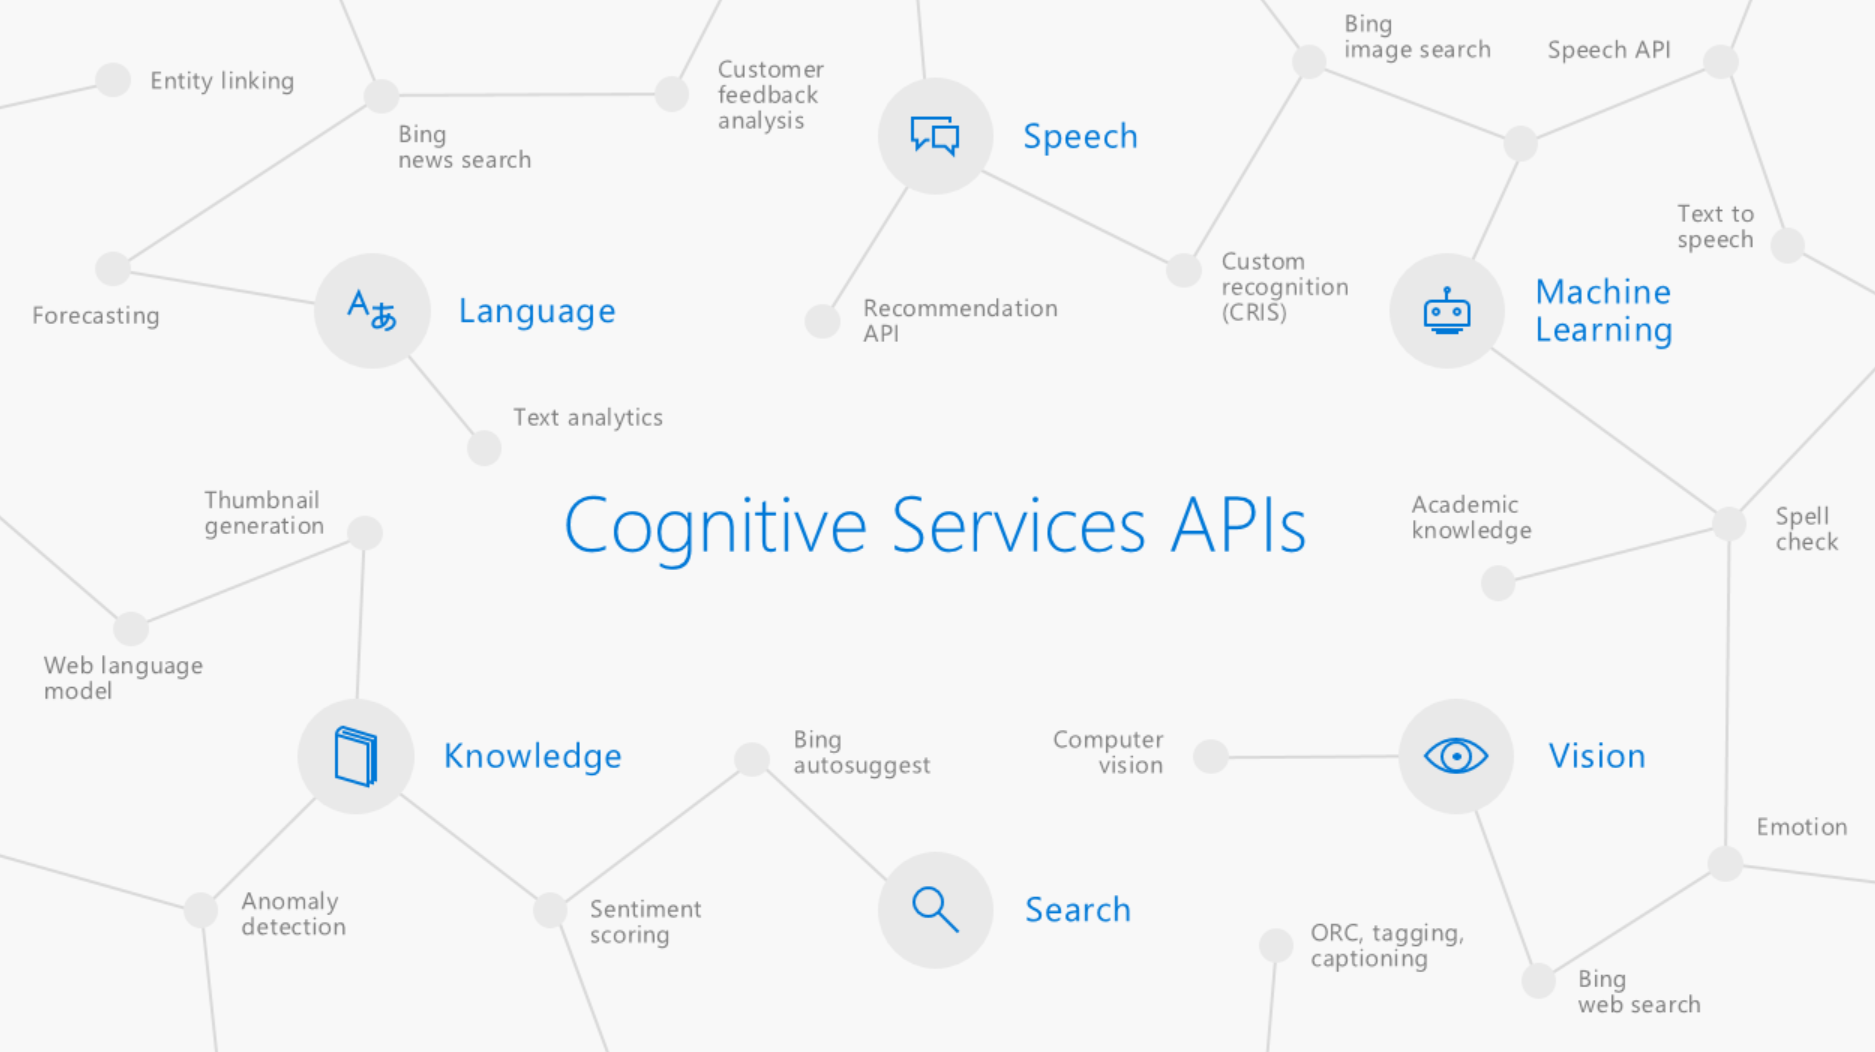 Bing
image search
Speech API
Customer
feedback
analysis
Entity linking
Bing
news search
Speech
Text to
speech
Custom
recognition
(CRIS)
Machine
Learning
Recommendation
API
Language
Forecasting
Text analytics
Thumbnail
generation
Cognitive Services APIs
Academic
knowledge
Spell
check
Web language
model
Knowledge
Bing
autosuggest
Computer
vision
Vision
Emotion
Anomaly
detection
Sentiment
scoring
Search
ORC, tagging,
captioning
Bing
web search